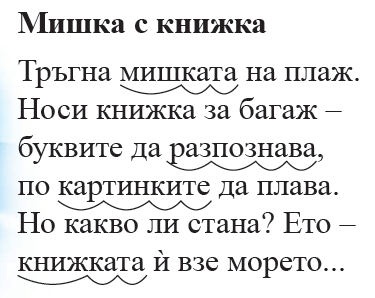 Мишка с книжка
Тръгна мишката на плаж.
Носи книжка за багаж –
буквите да разпознава,
по картинките да плава.
Но какво ли стана? Ето –
книжката ѝ взе морето...